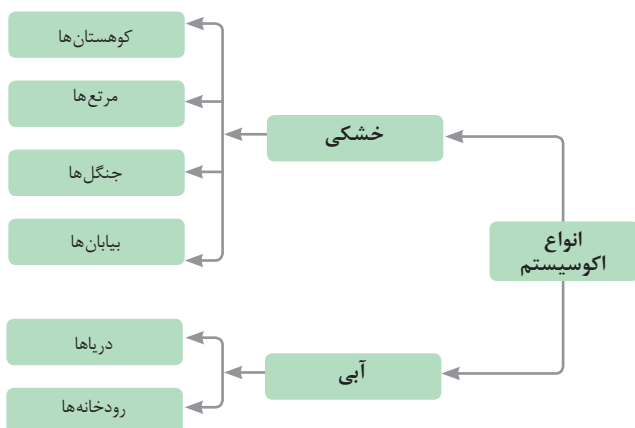 انواع
اکوسیستم
خشکی
کوهستان‌ها
مرتع‌ها
جنگل‌ها
بیابان‌ها
آبی
دریاها
رودخانه‌ها